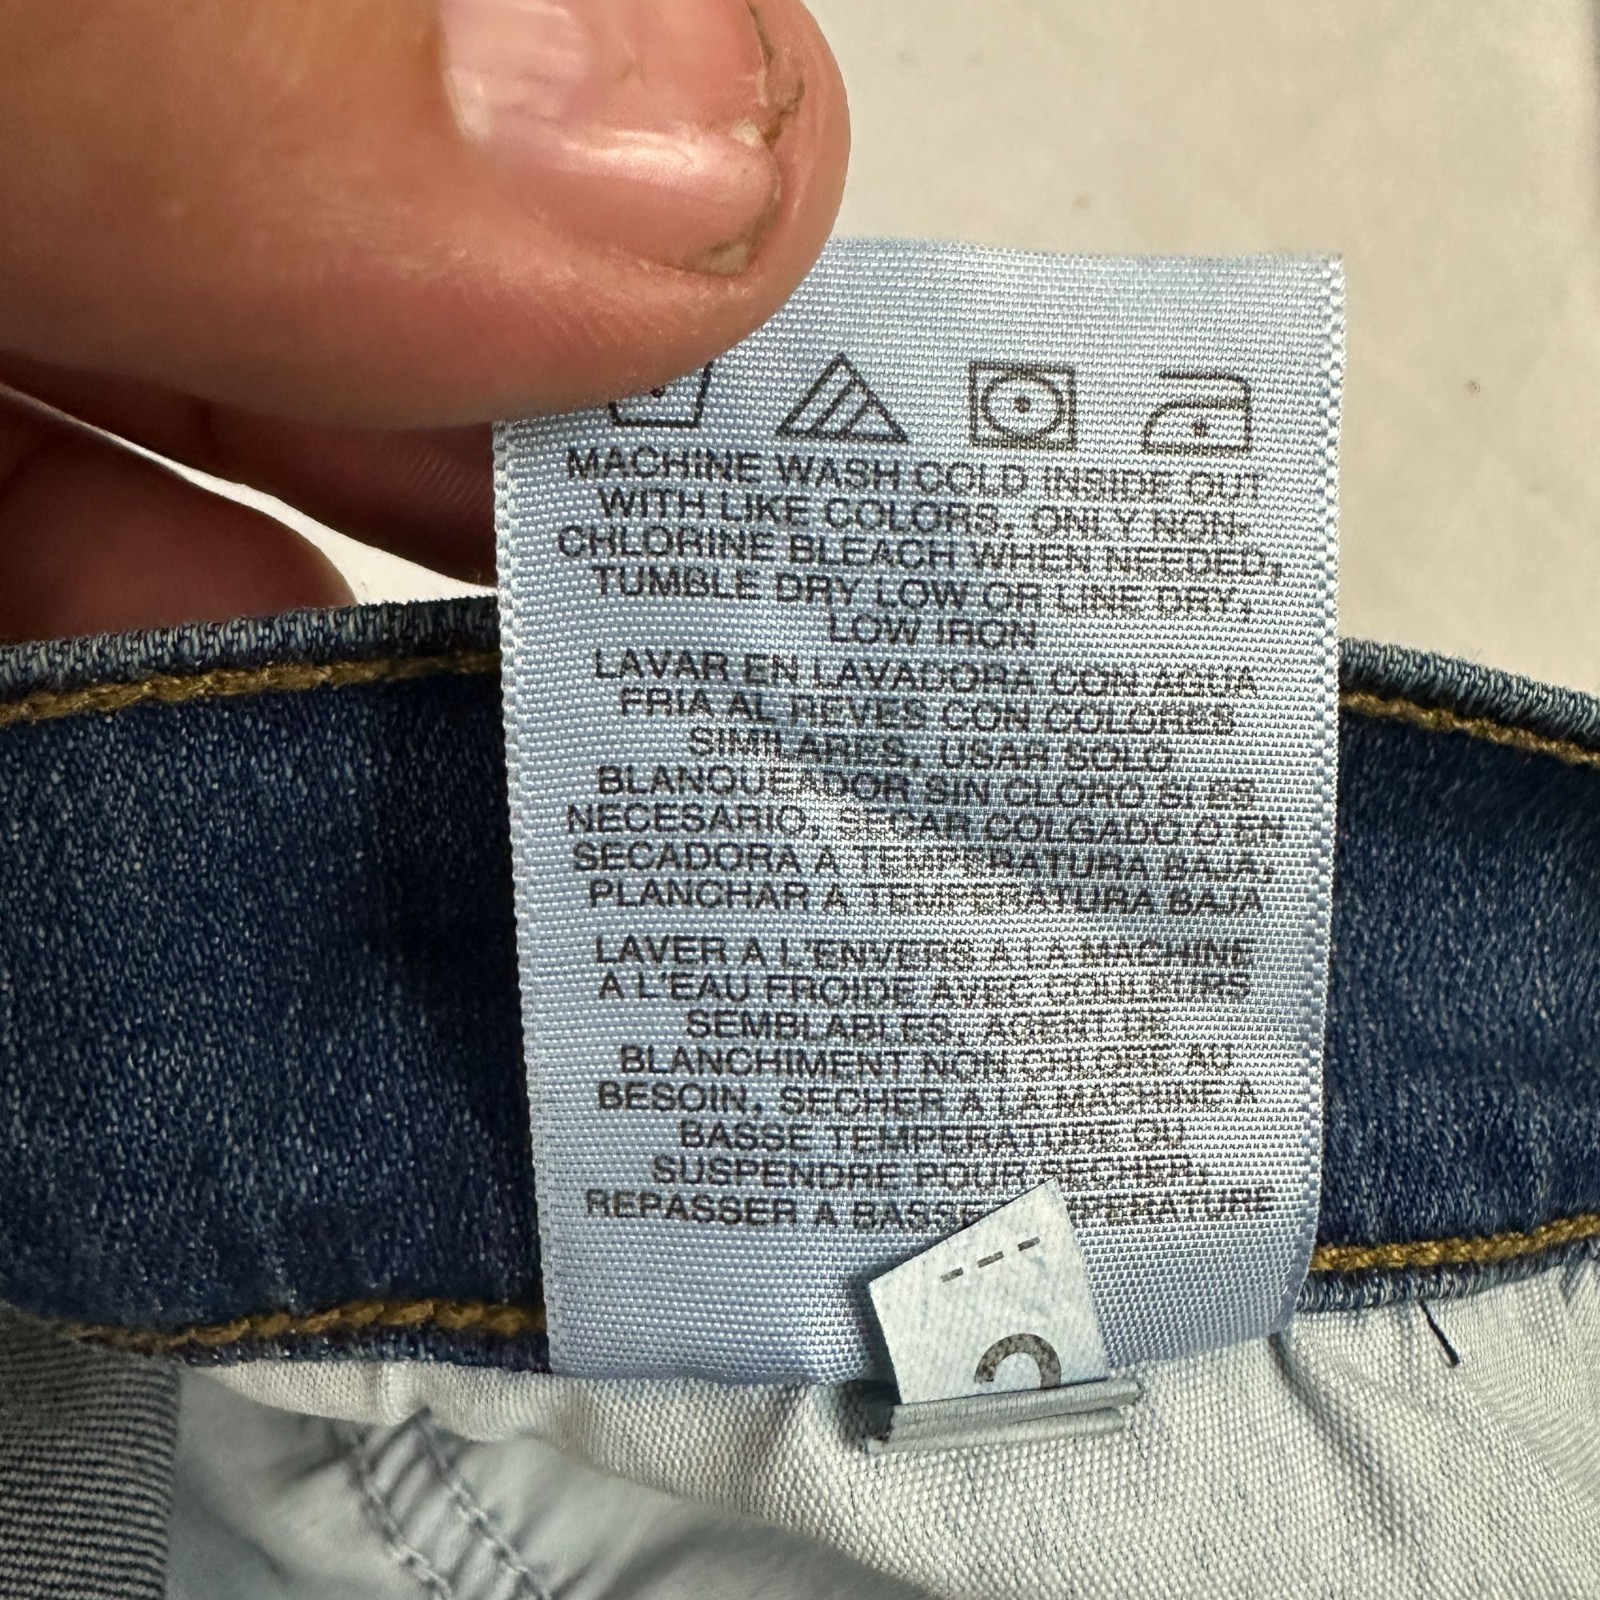 MACHINE WASH COLD INSIDE OUT
WITH LIKE COLORS, ONLY NON-
CHLORINE BLEACH WHEN NEEDED,
TUMBLE DRY LOW OR LINE DRY,
LOW IRON
LAVAR EN LAVADORA CON AGUA
FRIA AL REVES CON COLORES
SIMILARES, USAR SOLO
BLANQUEADOR SIN CLORO SI ES
NECESARIO, SECAR COLGADO O EN
SECADORA A TEMPERATURA BAJA,
PLANCHAR A TEMPERATURA BAJA
LAVER A L'ENVERS A LA MACHINE
A L'EAU FROIDE AVEC COULEURS
SEMBLABLES, AGENT DE
BLANCHIMENT NON CHLORE AU
BESOIN, SECHER A LA MACHINE A
BASSE TEMPERATURE OU
SUSPENDRE POUR SECHER,
REPASSER A BASSE